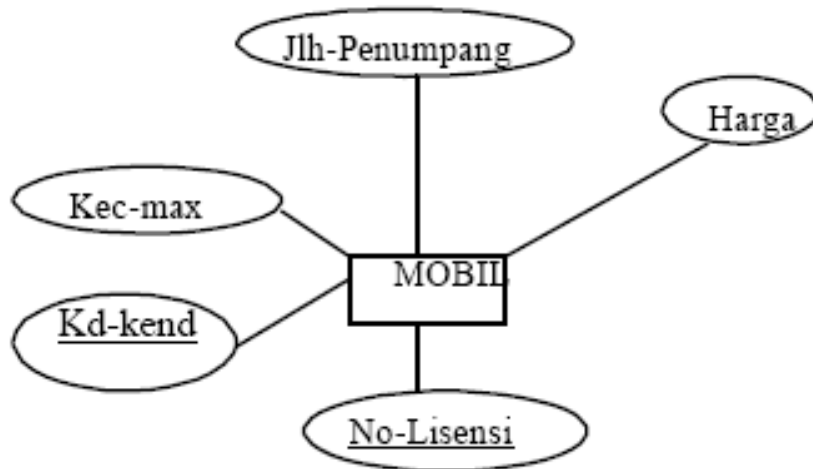 Jlh-Penumpang
Harga
Kec-max
MOBIL
Kd-kend
No-Lisensi